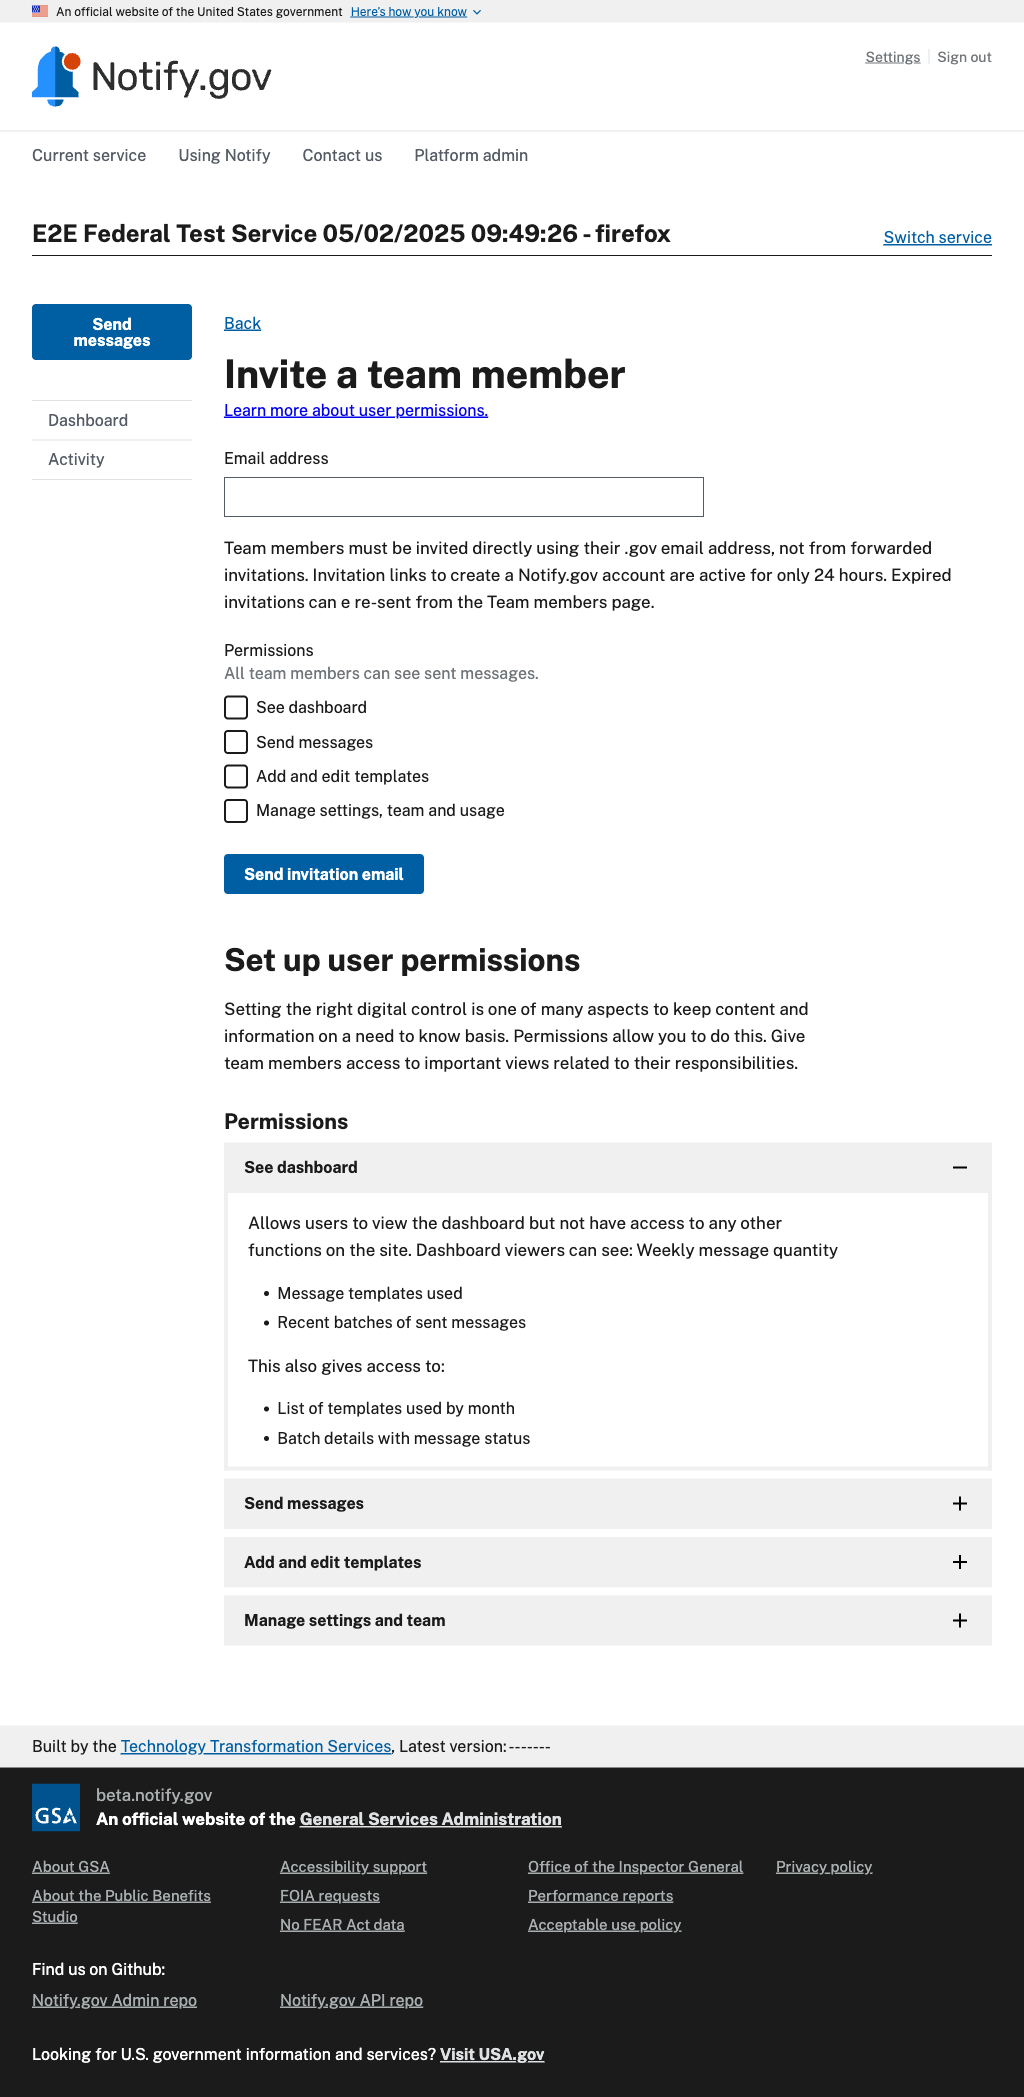 An official website of the United States government Here's how you know
Notify.gov
Settings Sign out
Current service Using Notify Contact us Platform admin
E2E Federal Test Service 05/02/2025 09:49:26 - firefox
Switch service
Send
messages
Dashboard
Activity
Back
Invite a team member
Learn more about user permissions.
Email address
Team members must be invited directly using their .gov email address, not from forwarded
invitations. Invitation links to create a Notify.gov account are active for only 24 hours. Expired
invitations can e re-sent from the Team members page.
Permissions
All team members can see sent messages.
See dashboard
Send messages
Add and edit templates
Manage settings, team and usage
Send invitation email
Set up user permissions
Setting the right digital control is one of many aspects to keep content and
information on a need to know basis. Permissions allow you to do this. Give
team members access to important views related to their responsibilities.
Permissions
See dashboard
Allows users to view the dashboard but not have access to any other
functions on the site. Dashboard viewers can see: Weekly message quantity
• Message templates used
• Recent batches of sent messages
This also gives access to:
• List of templates used by month
• Batch details with message status
Send messages
Add and edit templates
Manage settings and team
Built by the Technology Transformation Services, Latest version: -------
GSA
beta.notify.gov
An official website of the General Services Administration
About GSA
About the Public Benefits
Studio
Accessibility support
FOIA requests
No FEAR Act data
Office of the Inspector General
Performance reports
Acceptable use policy
Privacy policy
Find us on Github:
Notify.gov Admin repo Notify.gov API repo
Looking for U.S. government information and services? Visit USA.gov